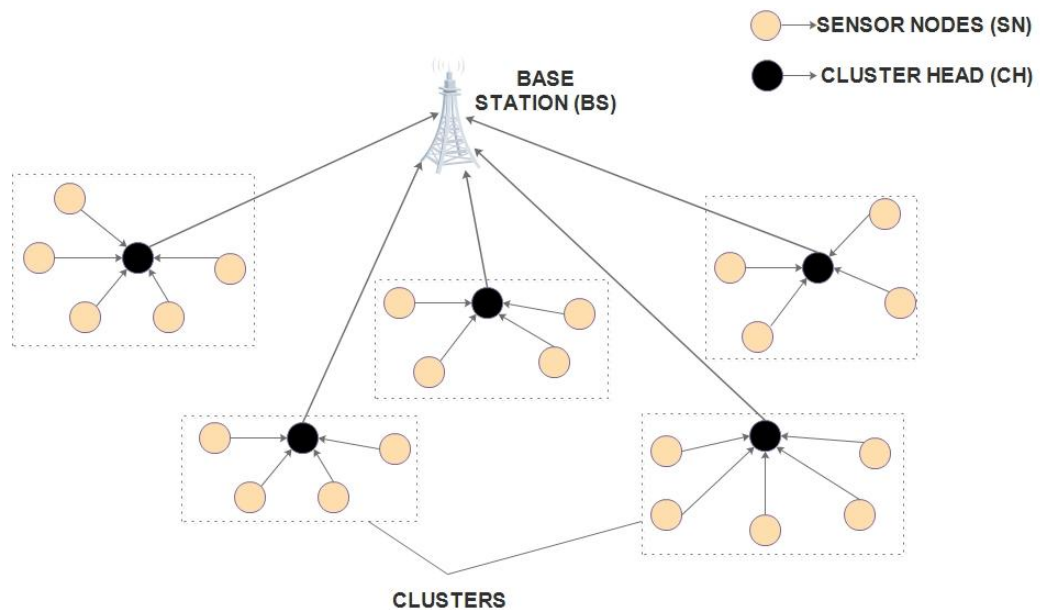 SENSOR NODES (SN)
CLUSTER HEAD (CH)
BASE
STATION (BS)
CLUSTERS